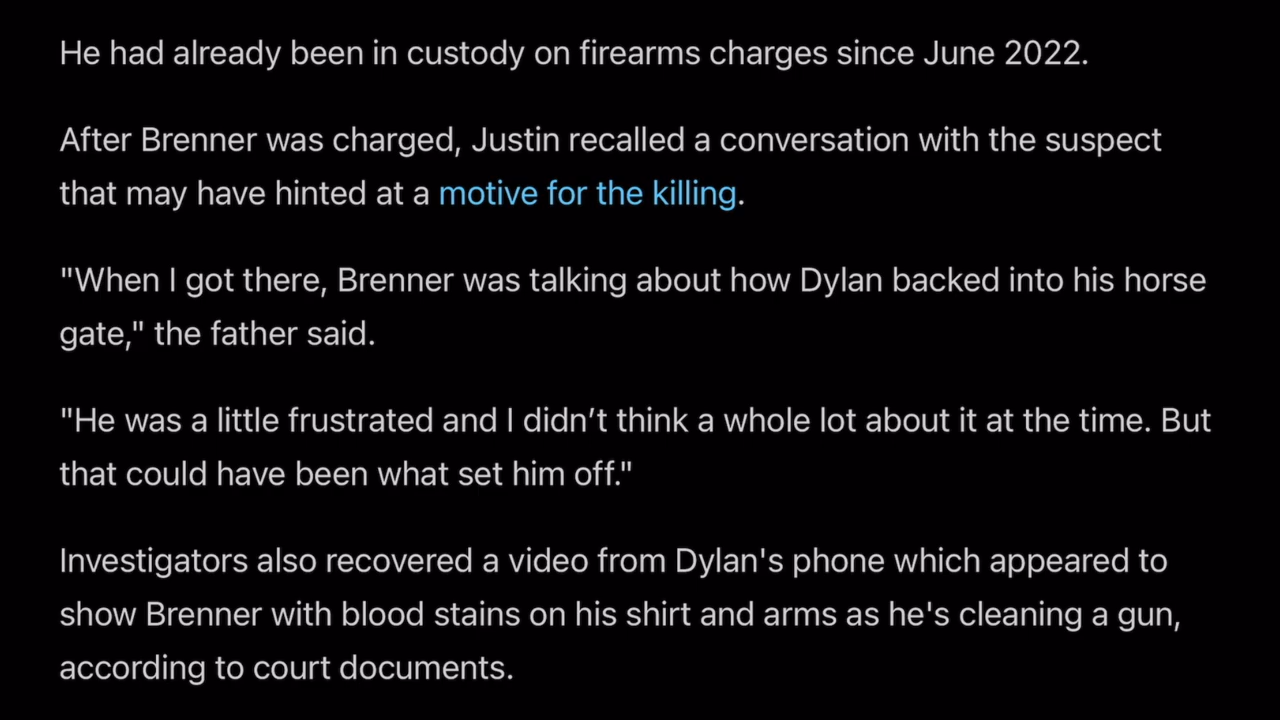 He had already been in custody on firearms charges since June 2022.
After Brenner was charged, Justin recalled a conversation with the suspect
that may have hinted at a motive for the killing.
"When I got there, Brenner was talking about how Dylan backed into his horse
gate," the father said.
"He was a little frustrated and I didn’t think a whole lot about it at the time. But
that could have been what set him off."
Investigators also recovered a video from Dylan's phone which appeared to
show Brenner with blood stains on his shirt and arms as he's cleaning a gun,
according to court documents.